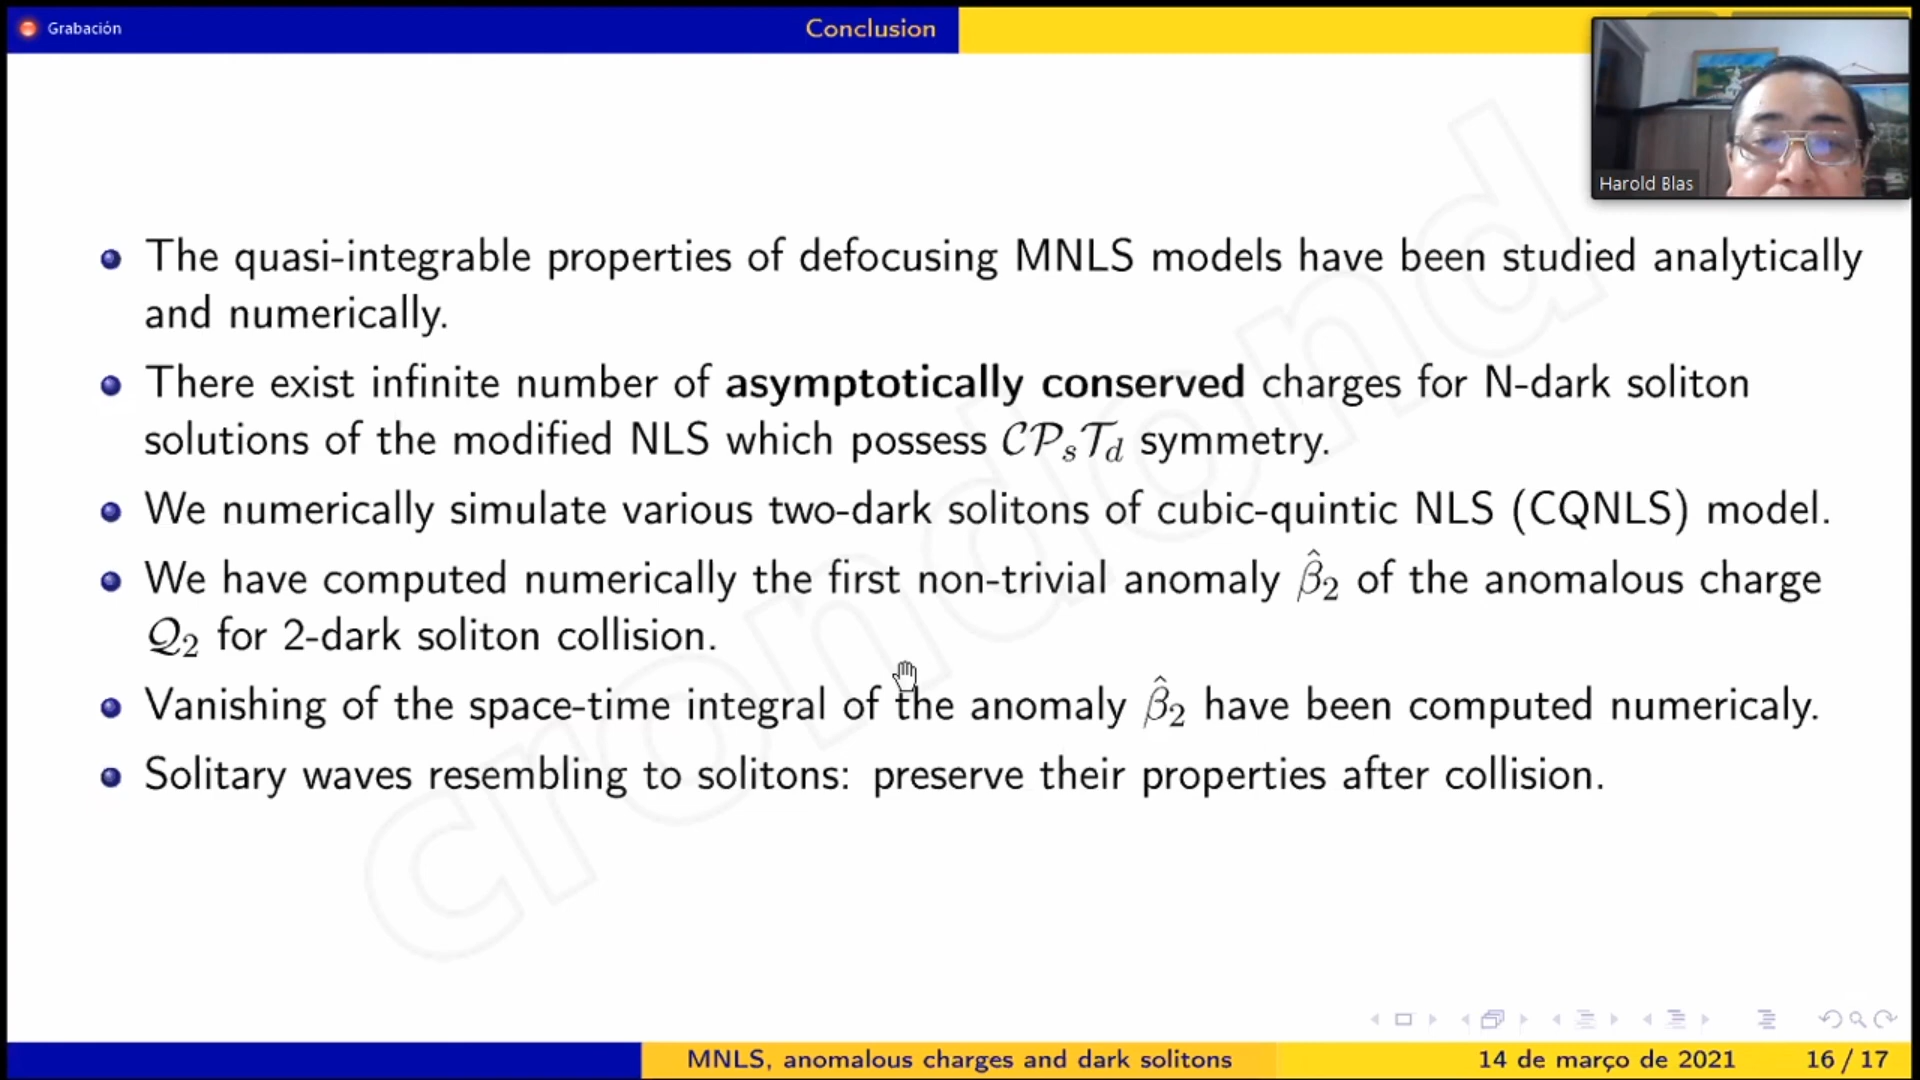 Grabación
Conclusion
Harold Blas
The quasi-integrable properties of defocusing MNLS models have been studied analytically
and numerically.
There exist infinite number of asymptotically conserved charges for N-dark soliton
solutions of the modified NLS which possess 𝒞𝒫ₛ𝒯_d symmetry.
We numerically simulate various two-dark solitons of cubic-quintic NLS (CQNLS) model.
We have computed numerically the first non-trivial anomaly β̂₂ of the anomalous charge
𝒬₂ for 2-dark soliton collision.
Vanishing of the space-time integral of the anomaly β̂₂ have been computed numericaly.
Solitary waves resembling to solitons: preserve their properties after collision.
crondond
MNLS, anomalous charges and dark solitons
14 de março de 2021
16 / 17